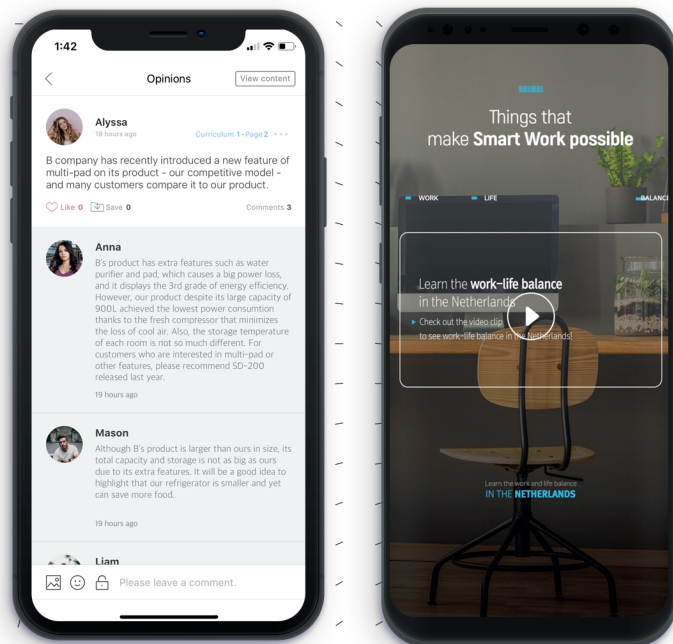 1:42
Opinions
View content
Alyssa
19 hours ago
Curriculum 1 • Page 2
B company has recently introduced a new feature of
multi-pad on its product - our competitive model -
and many customers compare it to our product.
Like 0 Save 0
Comments 3
Anna
B's product has extra features such as water
purifier and pad, which causes a big power loss,
and it displays the 3rd grade of energy efficiency.
However, our product despite its large capacity of
900L achieved the lowest power consumtion
thanks to the fresh compressor that minimizes
the loss of cool air. Also, the storage temperature
of each room is not so much different. For
customers who are interested in multi-pad or
other features, please recommend SD-200
released last year.
19 hours ago
Mason
Although B's product is larger than ours in size, its
total capacity and storage is not as big as ours
due to its extra features. It will be a good idea to
highlight that our refrigerator is smaller and yet
can save more food.
19 hours ago
Liam
Please leave a comment.
Things that
make Smart Work possible
WORK
LIFE
BALANCE
Learn the work-life balance
in the Netherlands
Check out the video clip
to see work-life balance in the Netherlands!
Learn the work and life balance
IN THE NETHERLANDS